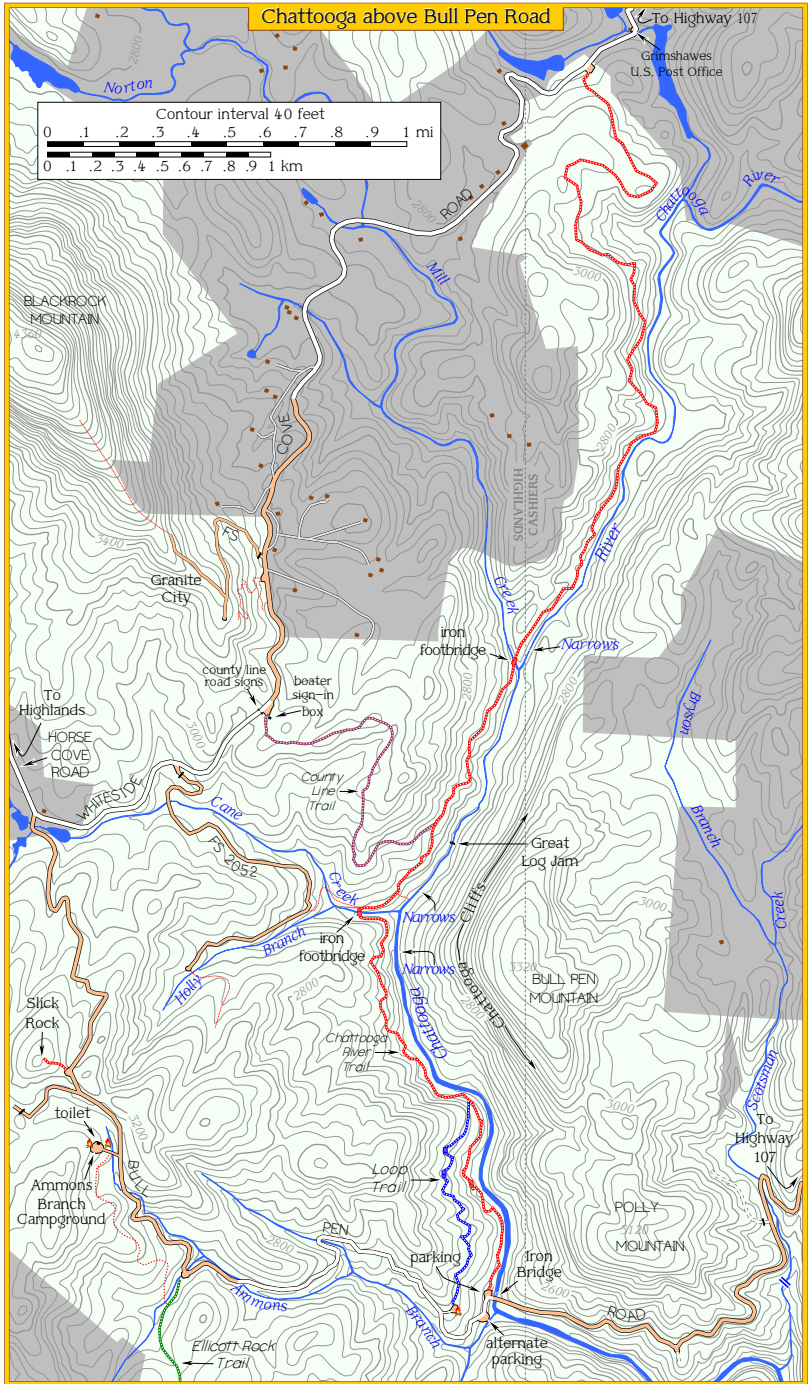 Chattooga above Bull Pen Road
To Highway 107
Grimshawes
U.S. Post Office
2800
Norton
Contour interval 40 feet
0 .1 .2 .3 .4 .5 .6 .7 .8 .9 1 mi
0 .1 .2 .3 .4 .5 .6 .7 .8 .9 1 km
River
Chattooga
ROAD
2800
Mill
3000
BLACKROCK
MOUNTAIN
4360
COVE
2800
HIGHLANDS
CASHIERS
FS
3400
River
Granite
City
Creek
iron
footbridge
Narrows
county line
road signs
boater
sign-in
box
2800
2800
To
Highlands
HORSE
COVE
ROAD
3000
Bryson
WHITESIDE
County
Line
Trail
Cane
Branch
FS 2052
Great
Log Jam
Creek
Cliffs
3000
Creek
Narrows
iron
footbridge
Branch
Narrows
3320
BULL PEN
MOUNTAIN
Holly
2800
Chattooga
Chattooga
Slick
Rock
Chattooga
River
Trail
Scotsman
3000
toilet
3200
To
Highway
107
BULL
Loop
Trail
Ammons
Branch
Campground
POLLY
MOUNTAIN
PEN
2800
parking
Iron
Bridge
2600
Ammons
Branch
ROAD
Ellicott Rock
Trail
alternate
parking